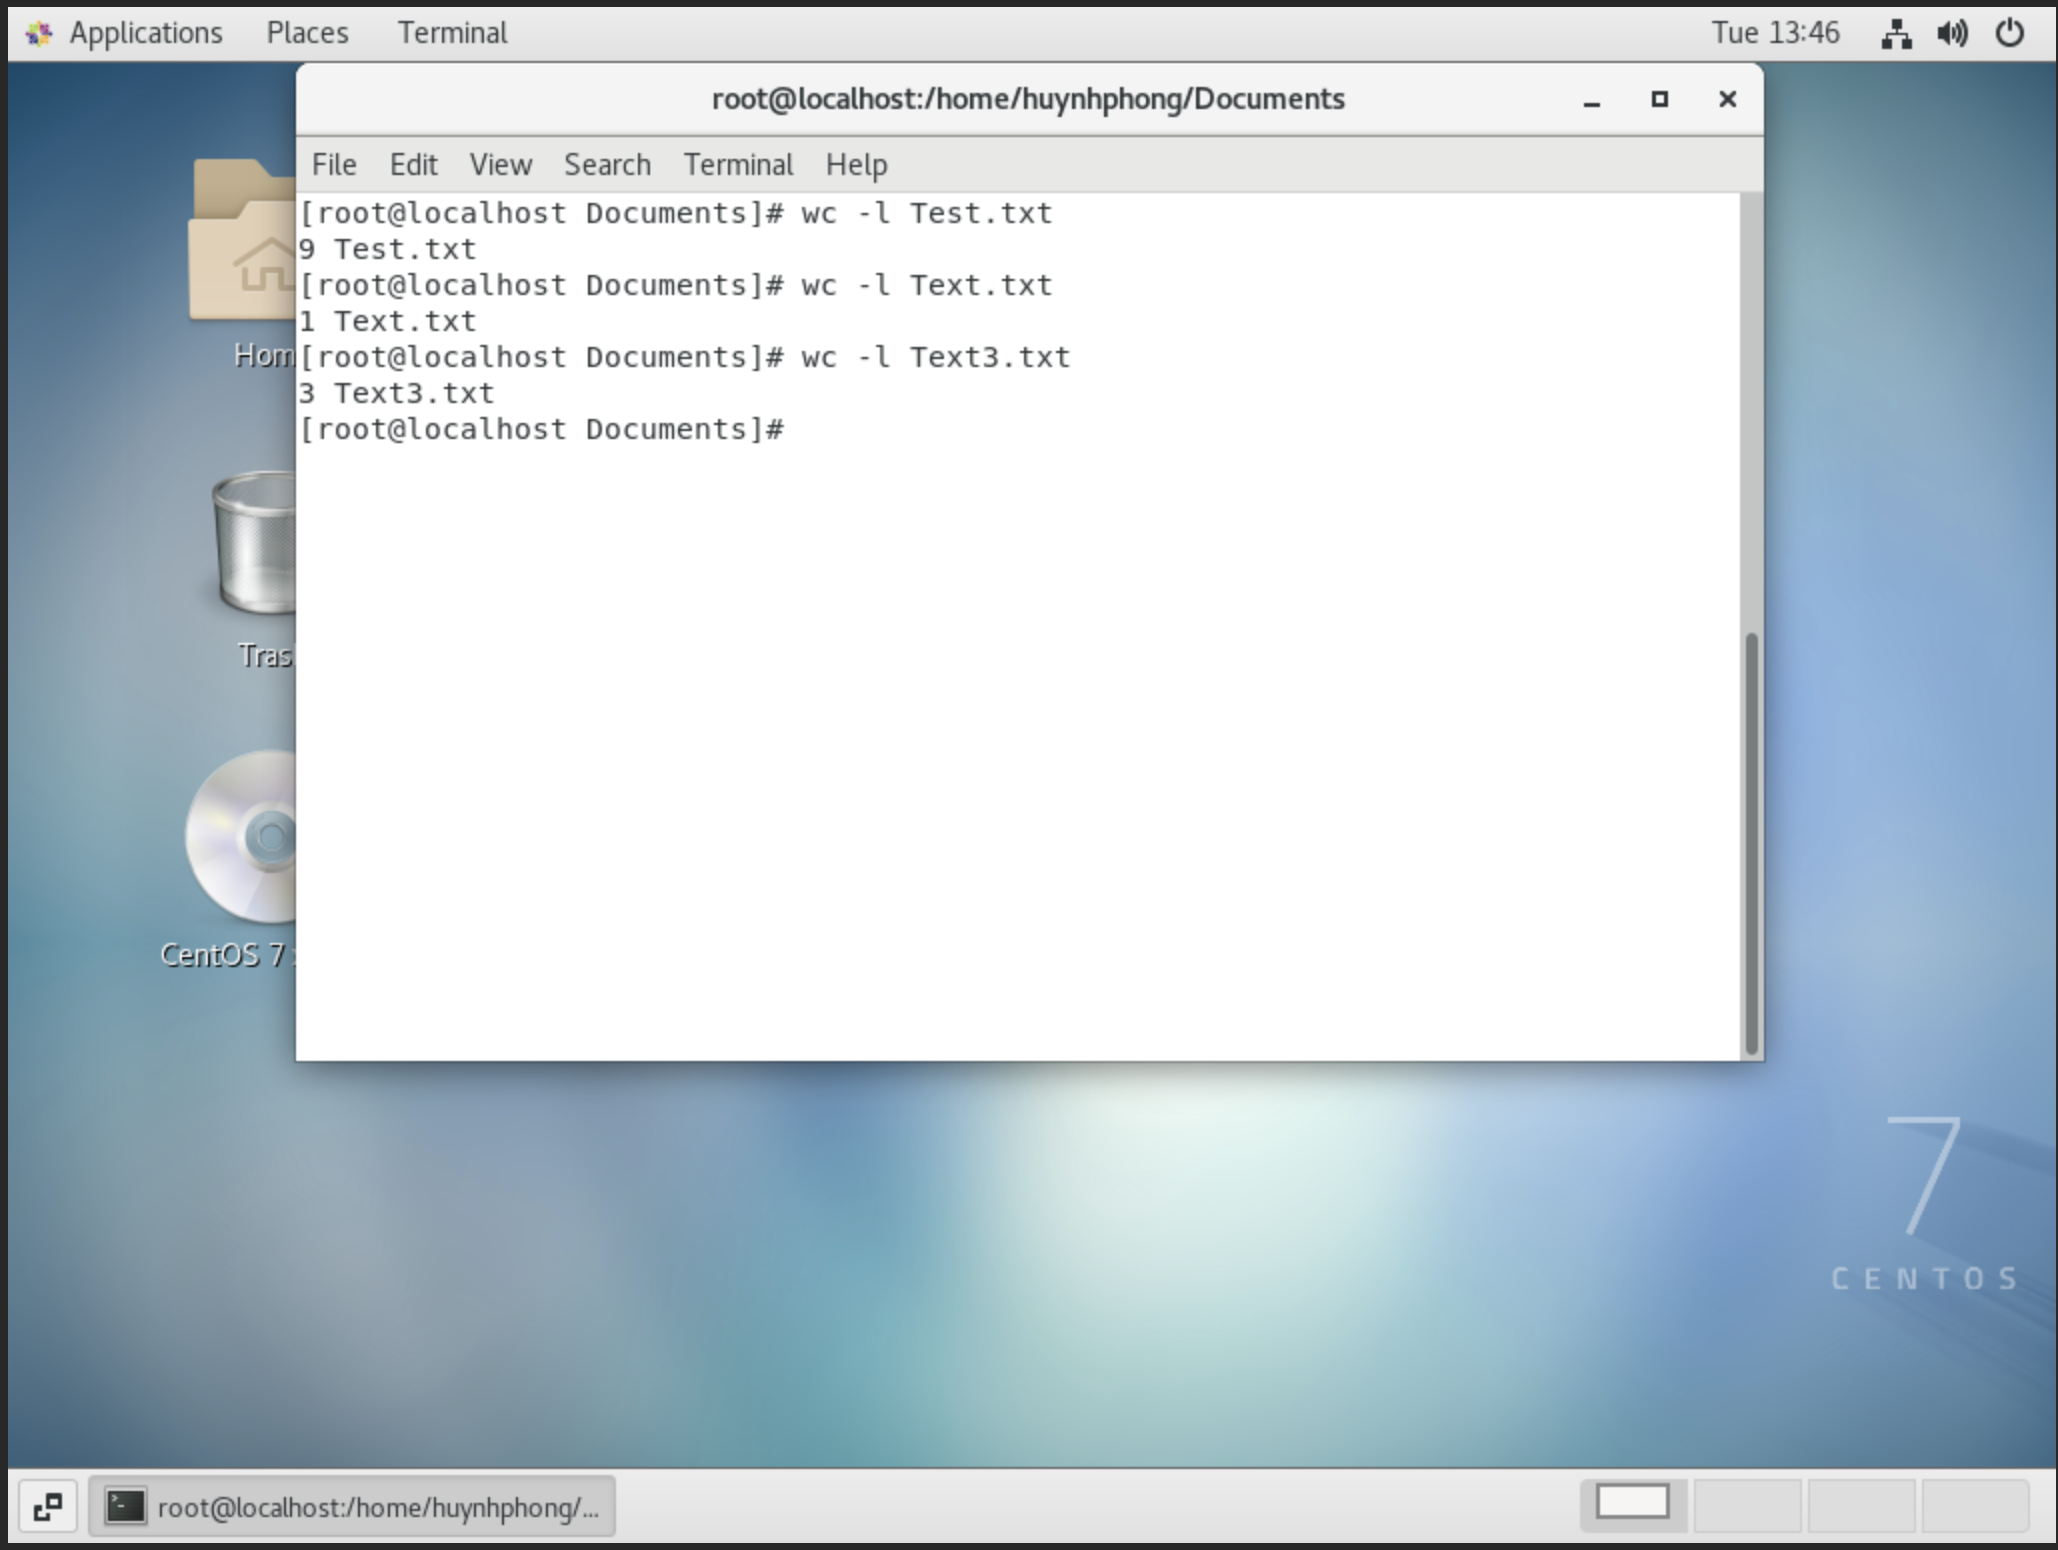 Applications Places Terminal Tue 13:46
root@localhost:/home/huynhphong/Documents
File Edit View Search Terminal Help
[root@localhost Documents]# wc -l Test.txt
9 Test.txt
[root@localhost Documents]# wc -l Text.txt
1 Text.txt
[root@localhost Documents]# wc -l Text3.txt
3 Text3.txt
[root@localhost Documents]#
CentOS 7
7
CENTOS
root@localhost:/home/huynhphong/...